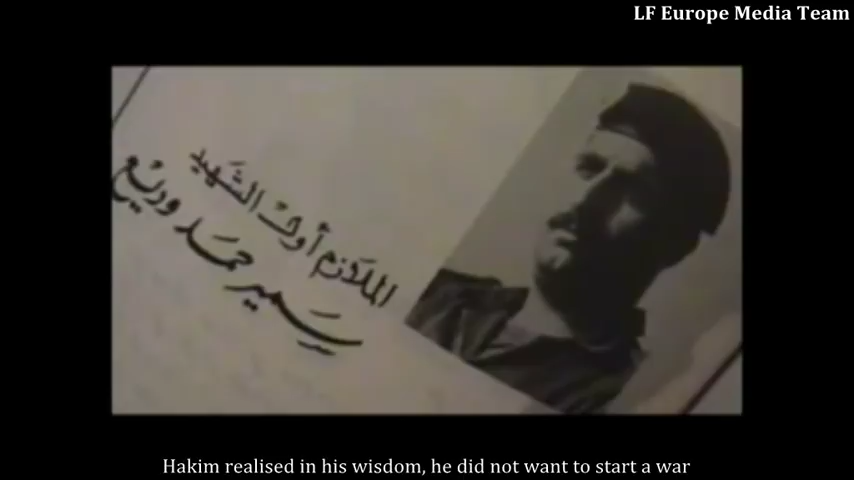 LF Europe Media Team
الملازم أول الشهيد
سمير حمد وديع
Hakim realised in his wisdom, he did not want to start a war